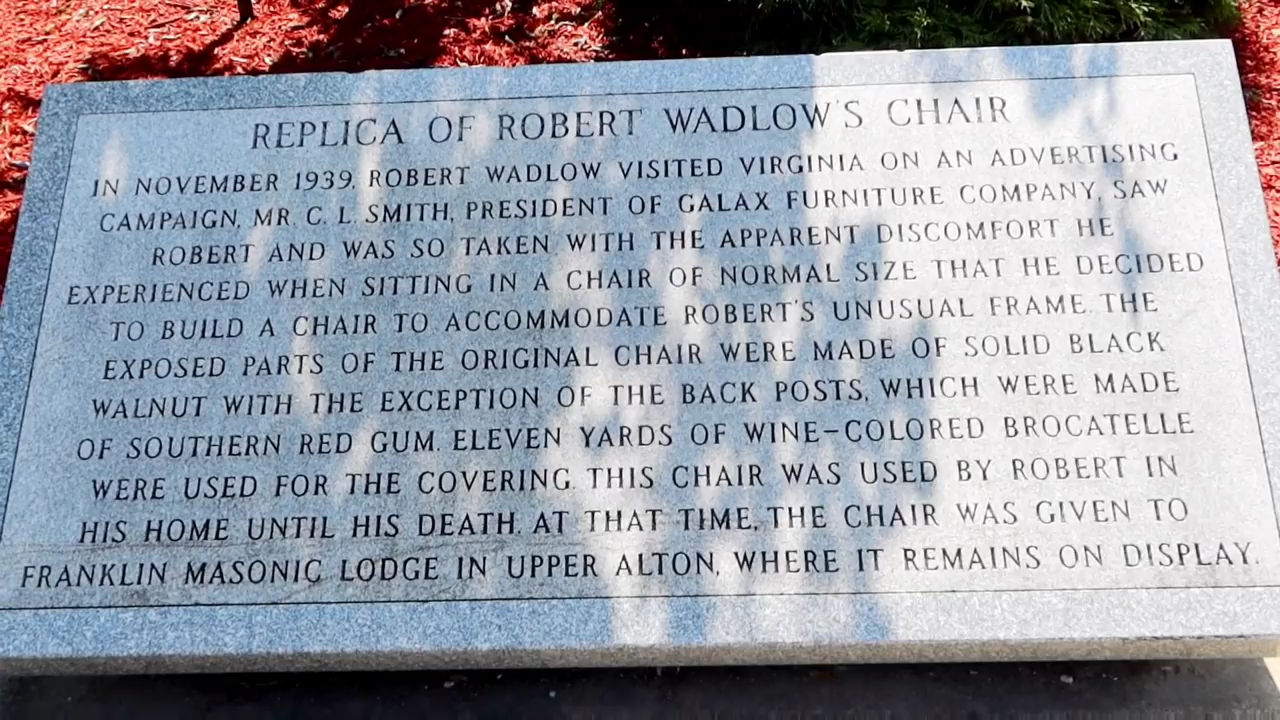 REPLICA OF ROBERT WADLOW'S CHAIR
IN NOVEMBER 1939, ROBERT WADLOW VISITED VIRGINIA ON AN ADVERTISING
CAMPAIGN, MR. C. L. SMITH, PRESIDENT OF GALAX FURNITURE COMPANY, SAW
ROBERT AND WAS SO TAKEN WITH THE APPARENT DISCOMFORT HE
EXPERIENCED WHEN SITTING IN A CHAIR OF NORMAL SIZE THAT HE DECIDED
TO BUILD A CHAIR TO ACCOMMODATE ROBERT'S UNUSUAL FRAME. THE
EXPOSED PARTS OF THE ORIGINAL CHAIR WERE MADE OF SOLID BLACK
WALNUT WITH THE EXCEPTION OF THE BACK POSTS, WHICH WERE MADE
OF SOUTHERN RED GUM. ELEVEN YARDS OF WINE-COLORED BROCATELLE
WERE USED FOR THE COVERING. THIS CHAIR WAS USED BY ROBERT IN
HIS HOME UNTIL HIS DEATH. AT THAT TIME, THE CHAIR WAS GIVEN TO
FRANKLIN MASONIC LODGE IN UPPER ALTON, WHERE IT REMAINS ON DISPLAY.